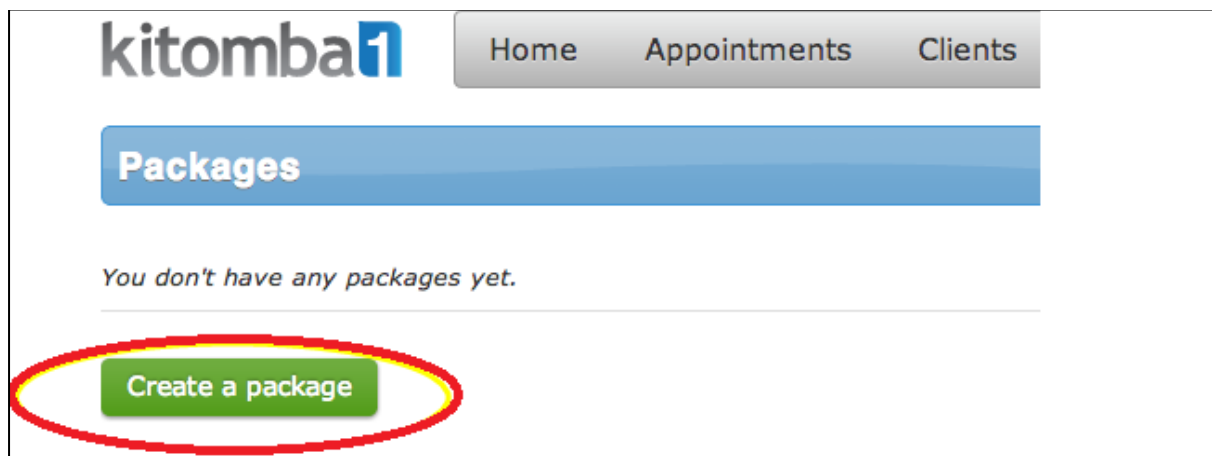 kitomba1 Home Appointments Clients
Packages
You don't have any packages yet.
Create a package